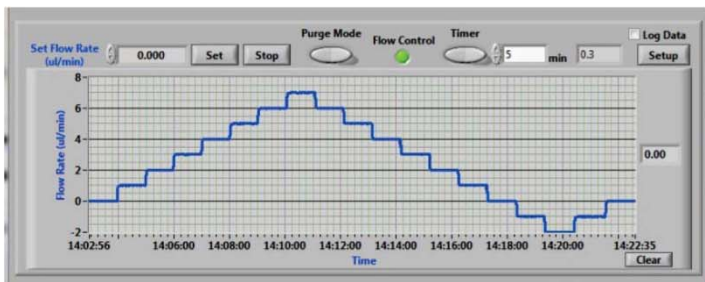 Purge Mode
Flow Control
Timer
Log Data
Set Flow Rate
(ul/min)
0.000
Set
Stop
5
min
0.3
Setup
Flow Rate (ul/min)
8
6
4
2
0
-2
0.00
14:02:56
14:06:00
14:08:00
14:10:00
14:12:00
14:14:00
14:16:00
14:18:00
14:20:00
14:22:35
Time
Clear